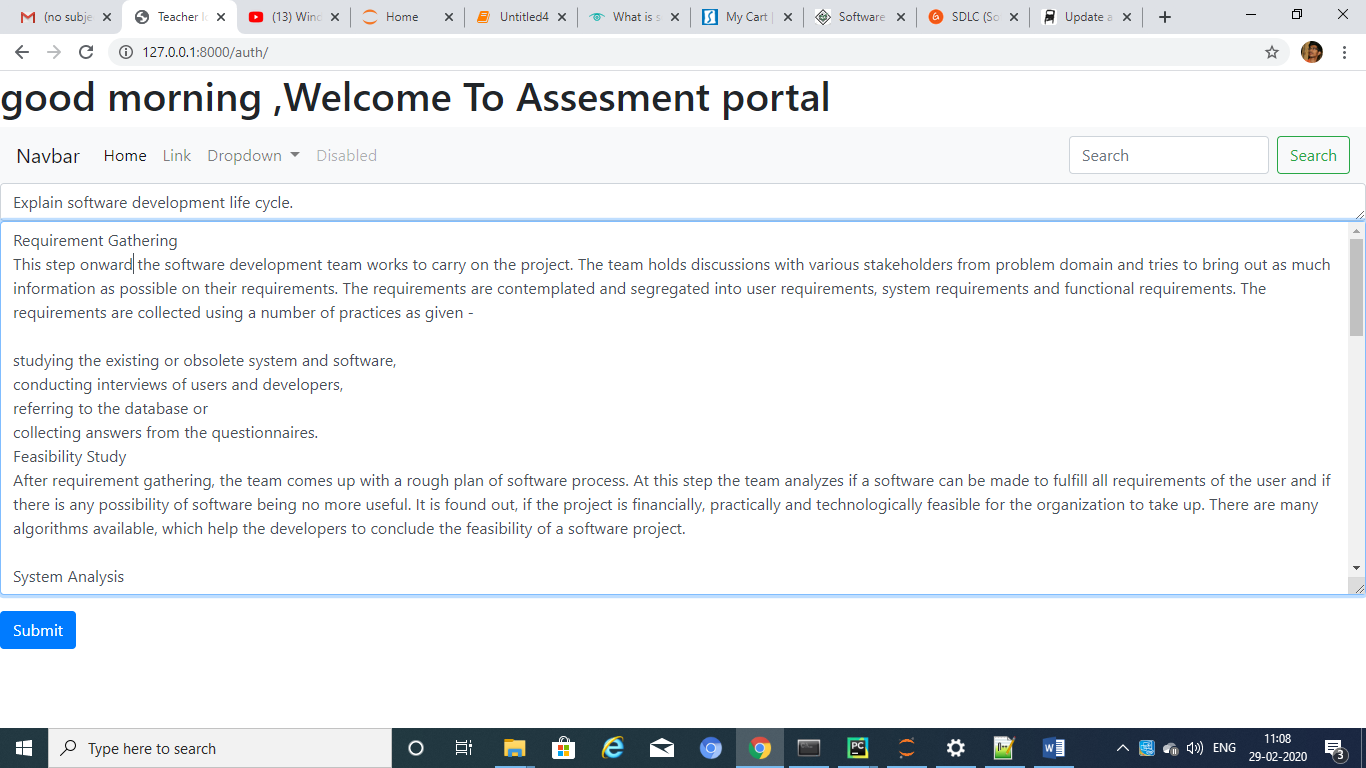 (no subje
Teacher l
(13) Winc
Home
Untitled4
What is s
My Cart |
Software
SDLC (So
Update a
127.0.0.1:8000/auth/
good morning ,Welcome To Assesment portal
Navbar Home Link Dropdown Disabled Search Search
Explain software development life cycle.
Requirement Gathering
This step onward the software development team works to carry on the project. The team holds discussions with various stakeholders from problem domain and tries to bring out as much
information as possible on their requirements. The requirements are contemplated and segregated into user requirements, system requirements and functional requirements. The
requirements are collected using a number of practices as given -
studying the existing or obsolete system and software,
conducting interviews of users and developers,
referring to the database or
collecting answers from the questionnaires.
Feasibility Study
After requirement gathering, the team comes up with a rough plan of software process. At this step the team analyzes if a software can be made to fulfill all requirements of the user and if
there is any possibility of software being no more useful. It is found out, if the project is financially, practically and technologically feasible for the organization to take up. There are many
algorithms available, which help the developers to conclude the feasibility of a software project.
System Analysis
Submit
Type here to search
ENG
11:08
29-02-2020
3